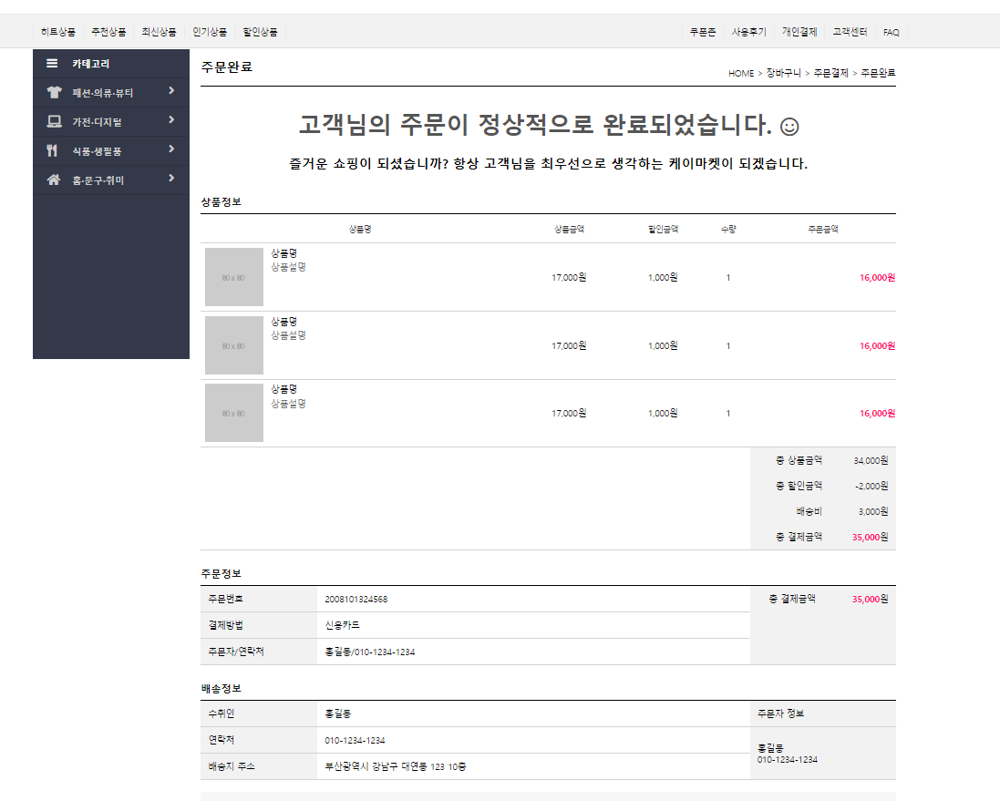 히트상품 추천상품 최신상품 인기상품 할인상품 쿠폰존 사용후기 개인결제 고객센터 FAQ
카테고리
패션·의류·뷰티
가전·디지털
식품·생필품
홈·문구·취미
주문완료
HOME > 장바구니 > 주문결제 > 주문완료
고객님의 주문이 정상적으로 완료되었습니다.
즐거운 쇼핑이 되셨습니까? 항상 고객님을 최우선으로 생각하는 케이마켓이 되겠습니다.
상품정보
상품명 상품금액 할인금액 수량 주문금액
상품명
상품설명
80 x 80 17,000원 1,000원 1 16,000원
상품명
상품설명
80 x 80 17,000원 1,000원 1 16,000원
상품명
상품설명
80 x 80 17,000원 1,000원 1 16,000원
총 상품금액 34,000원
총 할인금액 -2,000원
배송비 3,000원
총 결제금액 35,000원
주문정보
주문번호 2008101324568 총 결제금액 35,000원
결제방법 신용카드
주문자/연락처 홍길동/010-1234-1234
배송정보
수취인 홍길동 주문자 정보
연락처 010-1234-1234
홍길동
010-1234-1234
배송지 주소 부산광역시 강남구 대연동 123 10층